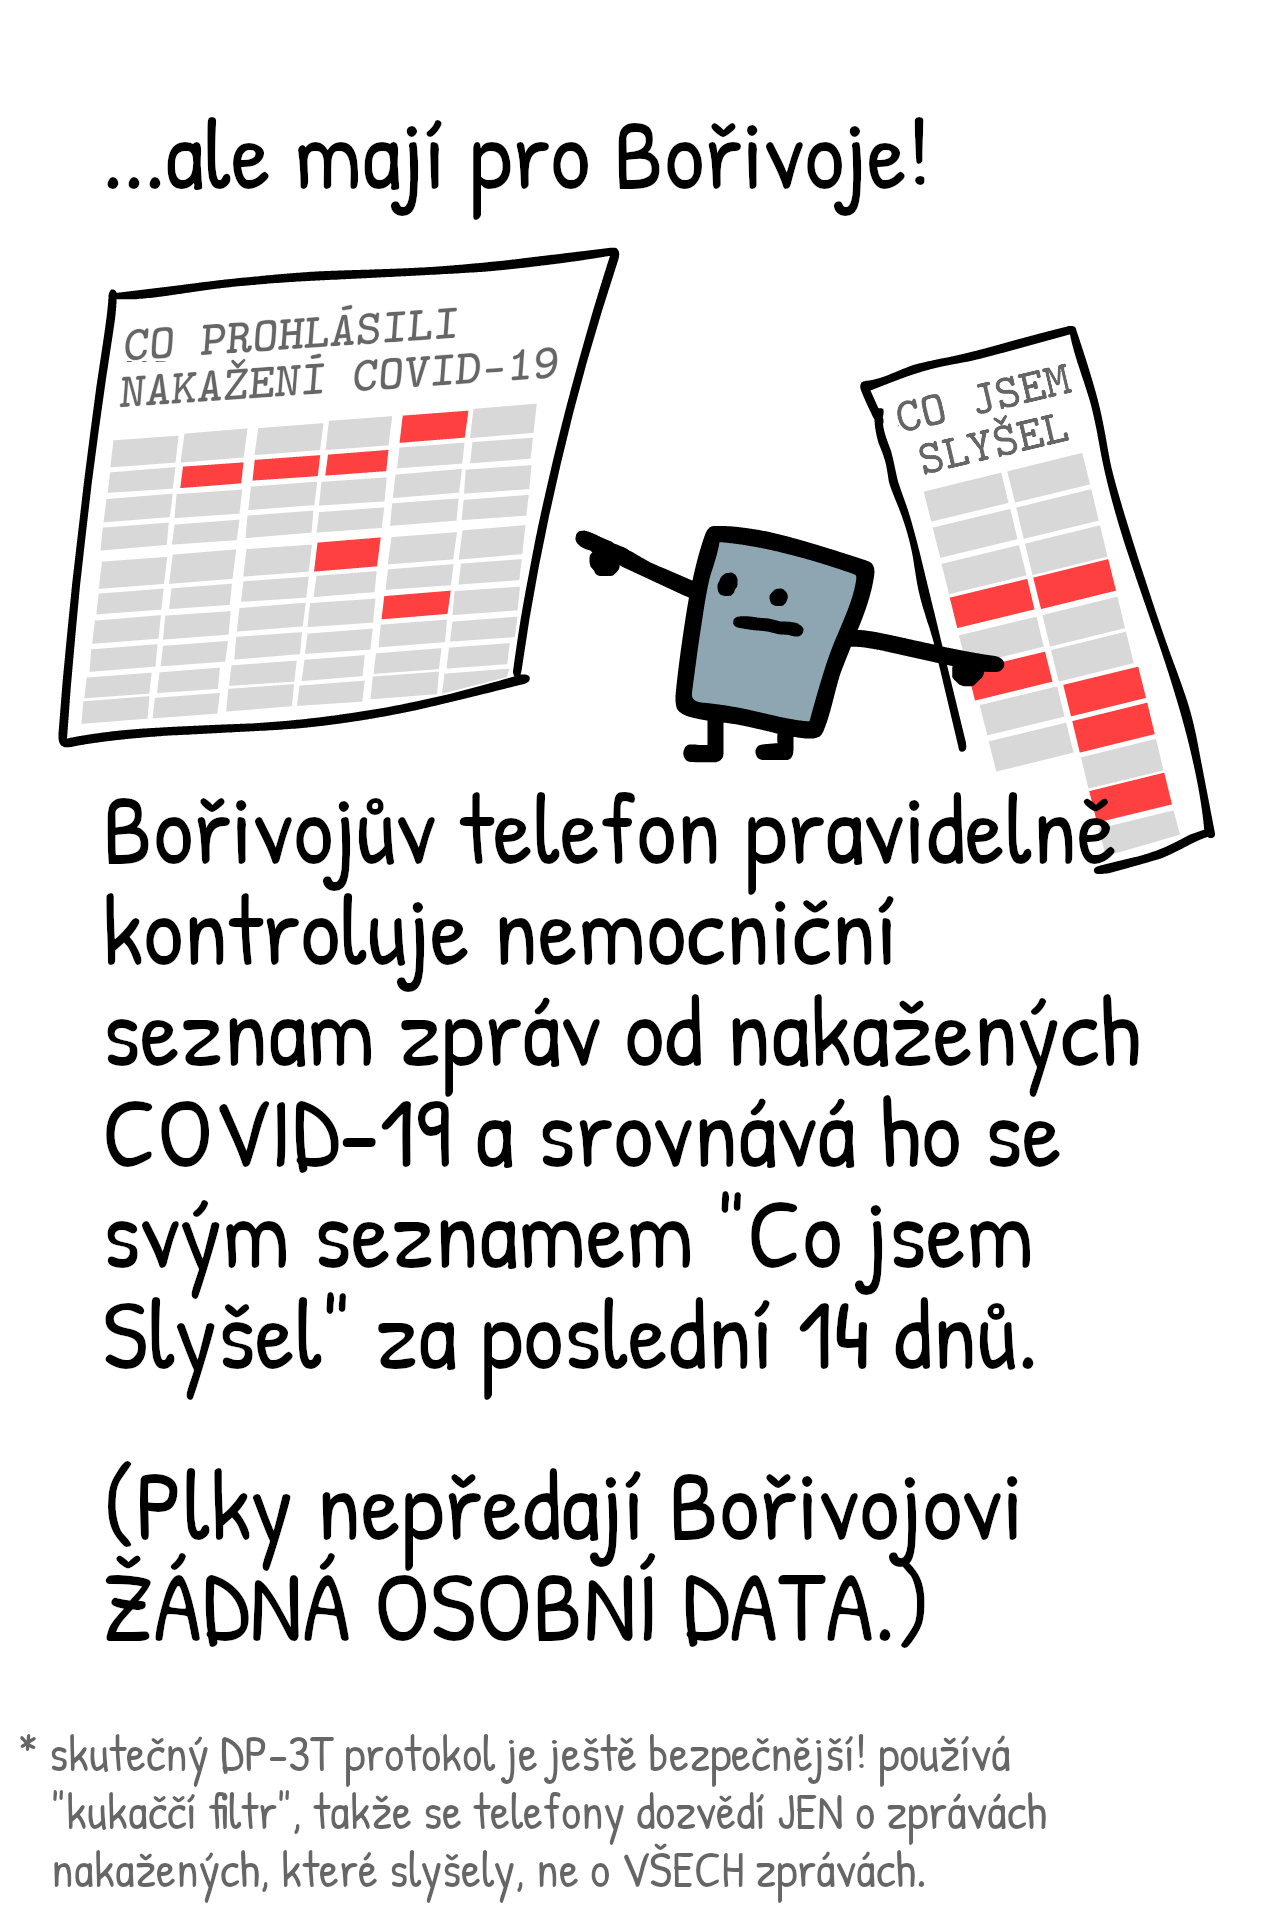 ...ale mají pro Bořivoje!
CO PROHLÁSILI
NAKAŽENÍ COVID-19
CO JSEM
SLYŠEL
Bořivojův telefon pravidelně
kontroluje nemocniční
seznam zpráv od nakažených
COVID-19 a srovnává ho se
svým seznamem "Co jsem
Slyšel" za poslední 14 dnů.
(Plky nepředají Bořivojovi
ŽÁDNÁ OSOBNÍ DATA.)
* skutečný DP-3T protokol je ještě bezpečnější! používá
"kukaččí filtr", takže se telefony dozvědí JEN o zprávách
nakažených, které slyšely, ne o VŠECH zprávách.